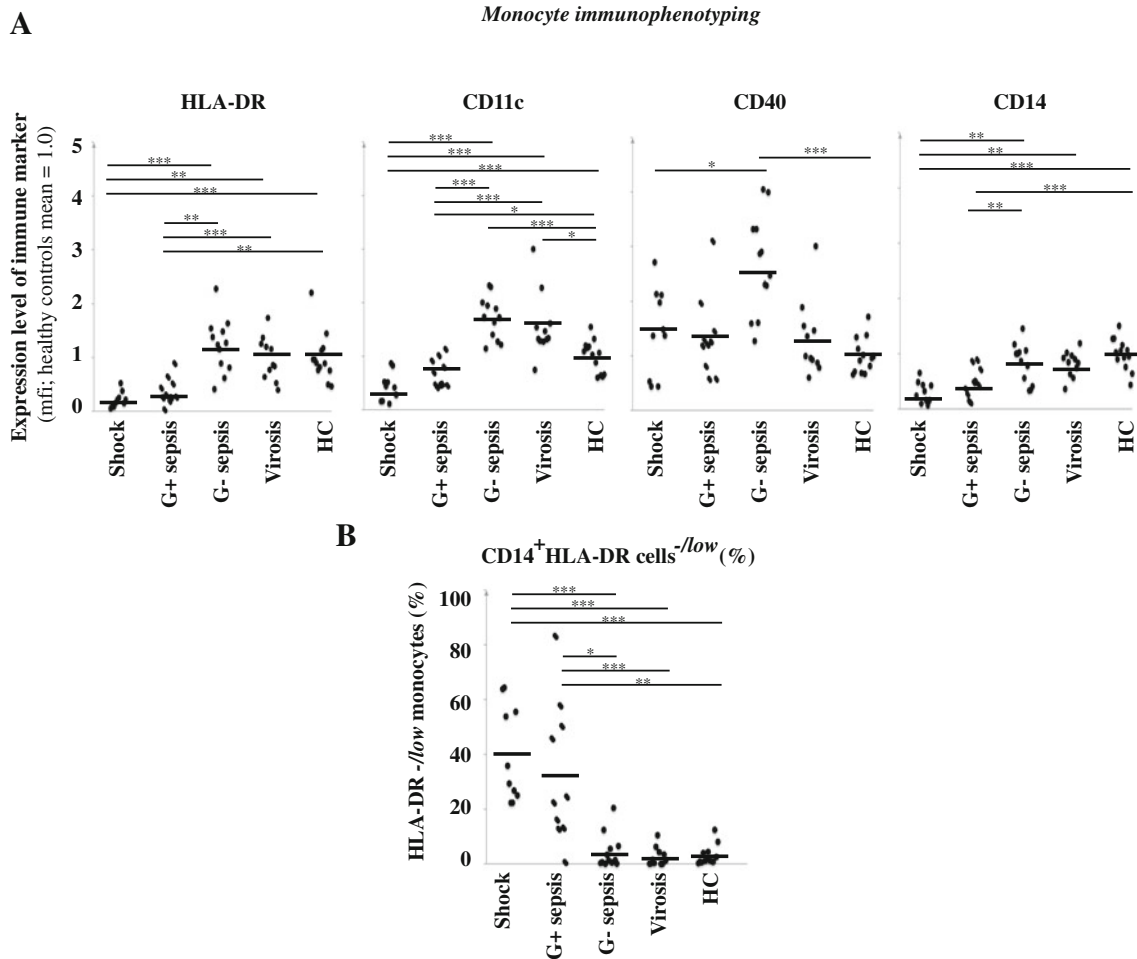 Monocyte immunophenotyping
A
HLA-DR
CD11c
CD40
CD14
Expression level of immune marker
(mfi; healthy controls mean = 1.0)
5
4
3
2
1
0
***
**
***
**
***
**
Shock
G+ sepsis
G- sepsis
Virosis
HC
***
***
***
***
***
*
***
*
Shock
G+ sepsis
G- sepsis
Virosis
HC
*
***
Shock
G+ sepsis
G- sepsis
Virosis
HC
**
**
***
***
**
Shock
G+ sepsis
G- sepsis
Virosis
HC
B
CD14+HLA-DR cells-/low (%)
HLA-DR -/low monocytes (%)
100
80
60
40
20
0
***
***
***
*
***
**
Shock
G+ sepsis
G- sepsis
Virosis
HC